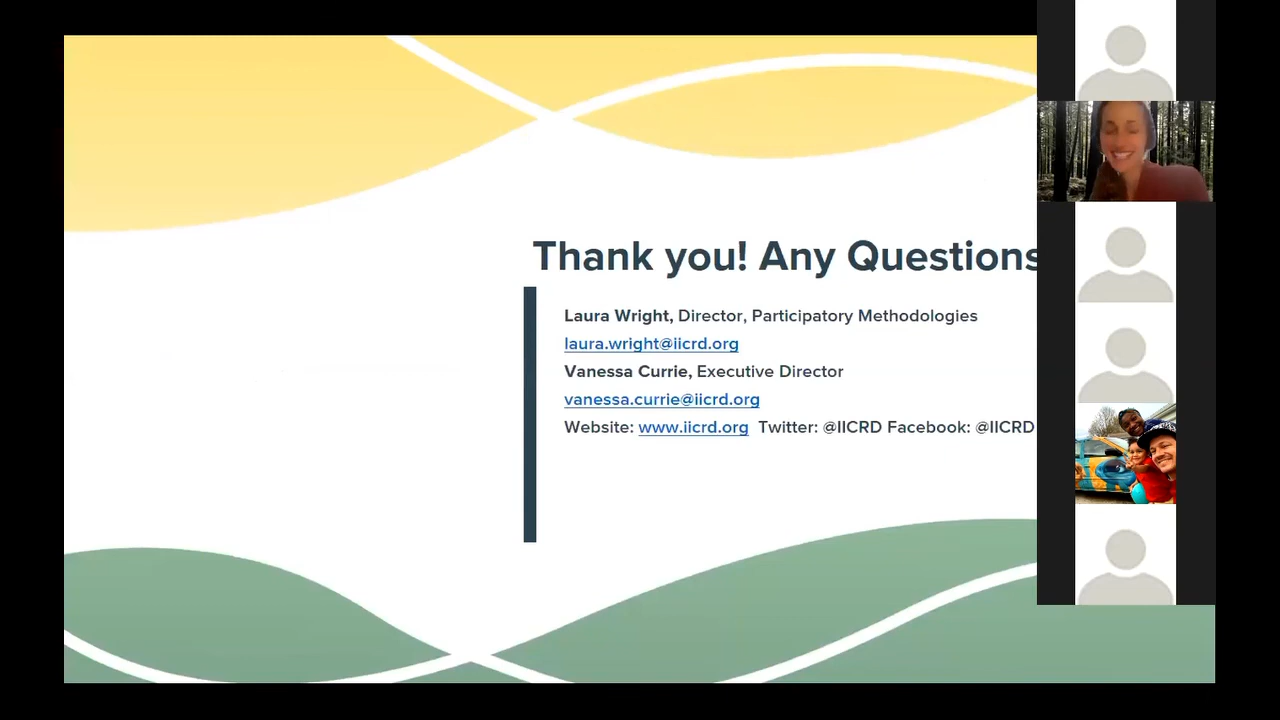 Thank you! Any Questions
Laura Wright, Director, Participatory Methodologies
laura.wright@iicrd.org
Vanessa Currie, Executive Director
vanessa.currie@iicrd.org
Website: www.iicrd.org Twitter: @IICRD Facebook: @IICRD